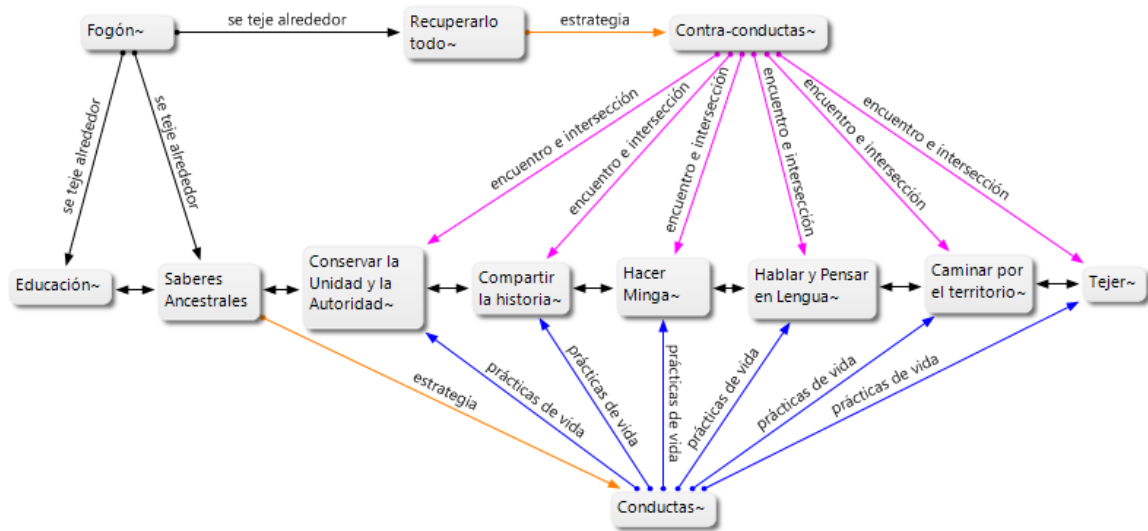 Fogón~
se teje alrededor
Recuperarlo
todo~
estrategia
Contra-conductas~
se teje alrededor
se teje alrededor
encuentro e intersección
encuentro e intersección
encuentro e intersección
encuentro e intersección
encuentro e intersección
encuentro e intersección
Educación~
Saberes
Ancestrales
Conservar la
Unidad y la
Autoridad~
Compartir
la historia~
Hacer
Minga~
Hablar y Pensar
en Lengua~
Caminar por
el territorio~
Tejer~
estrategia
prácticas de vida
prácticas de vida
prácticas de vida
prácticas de vida
prácticas de vida
prácticas de vida
Conductas~